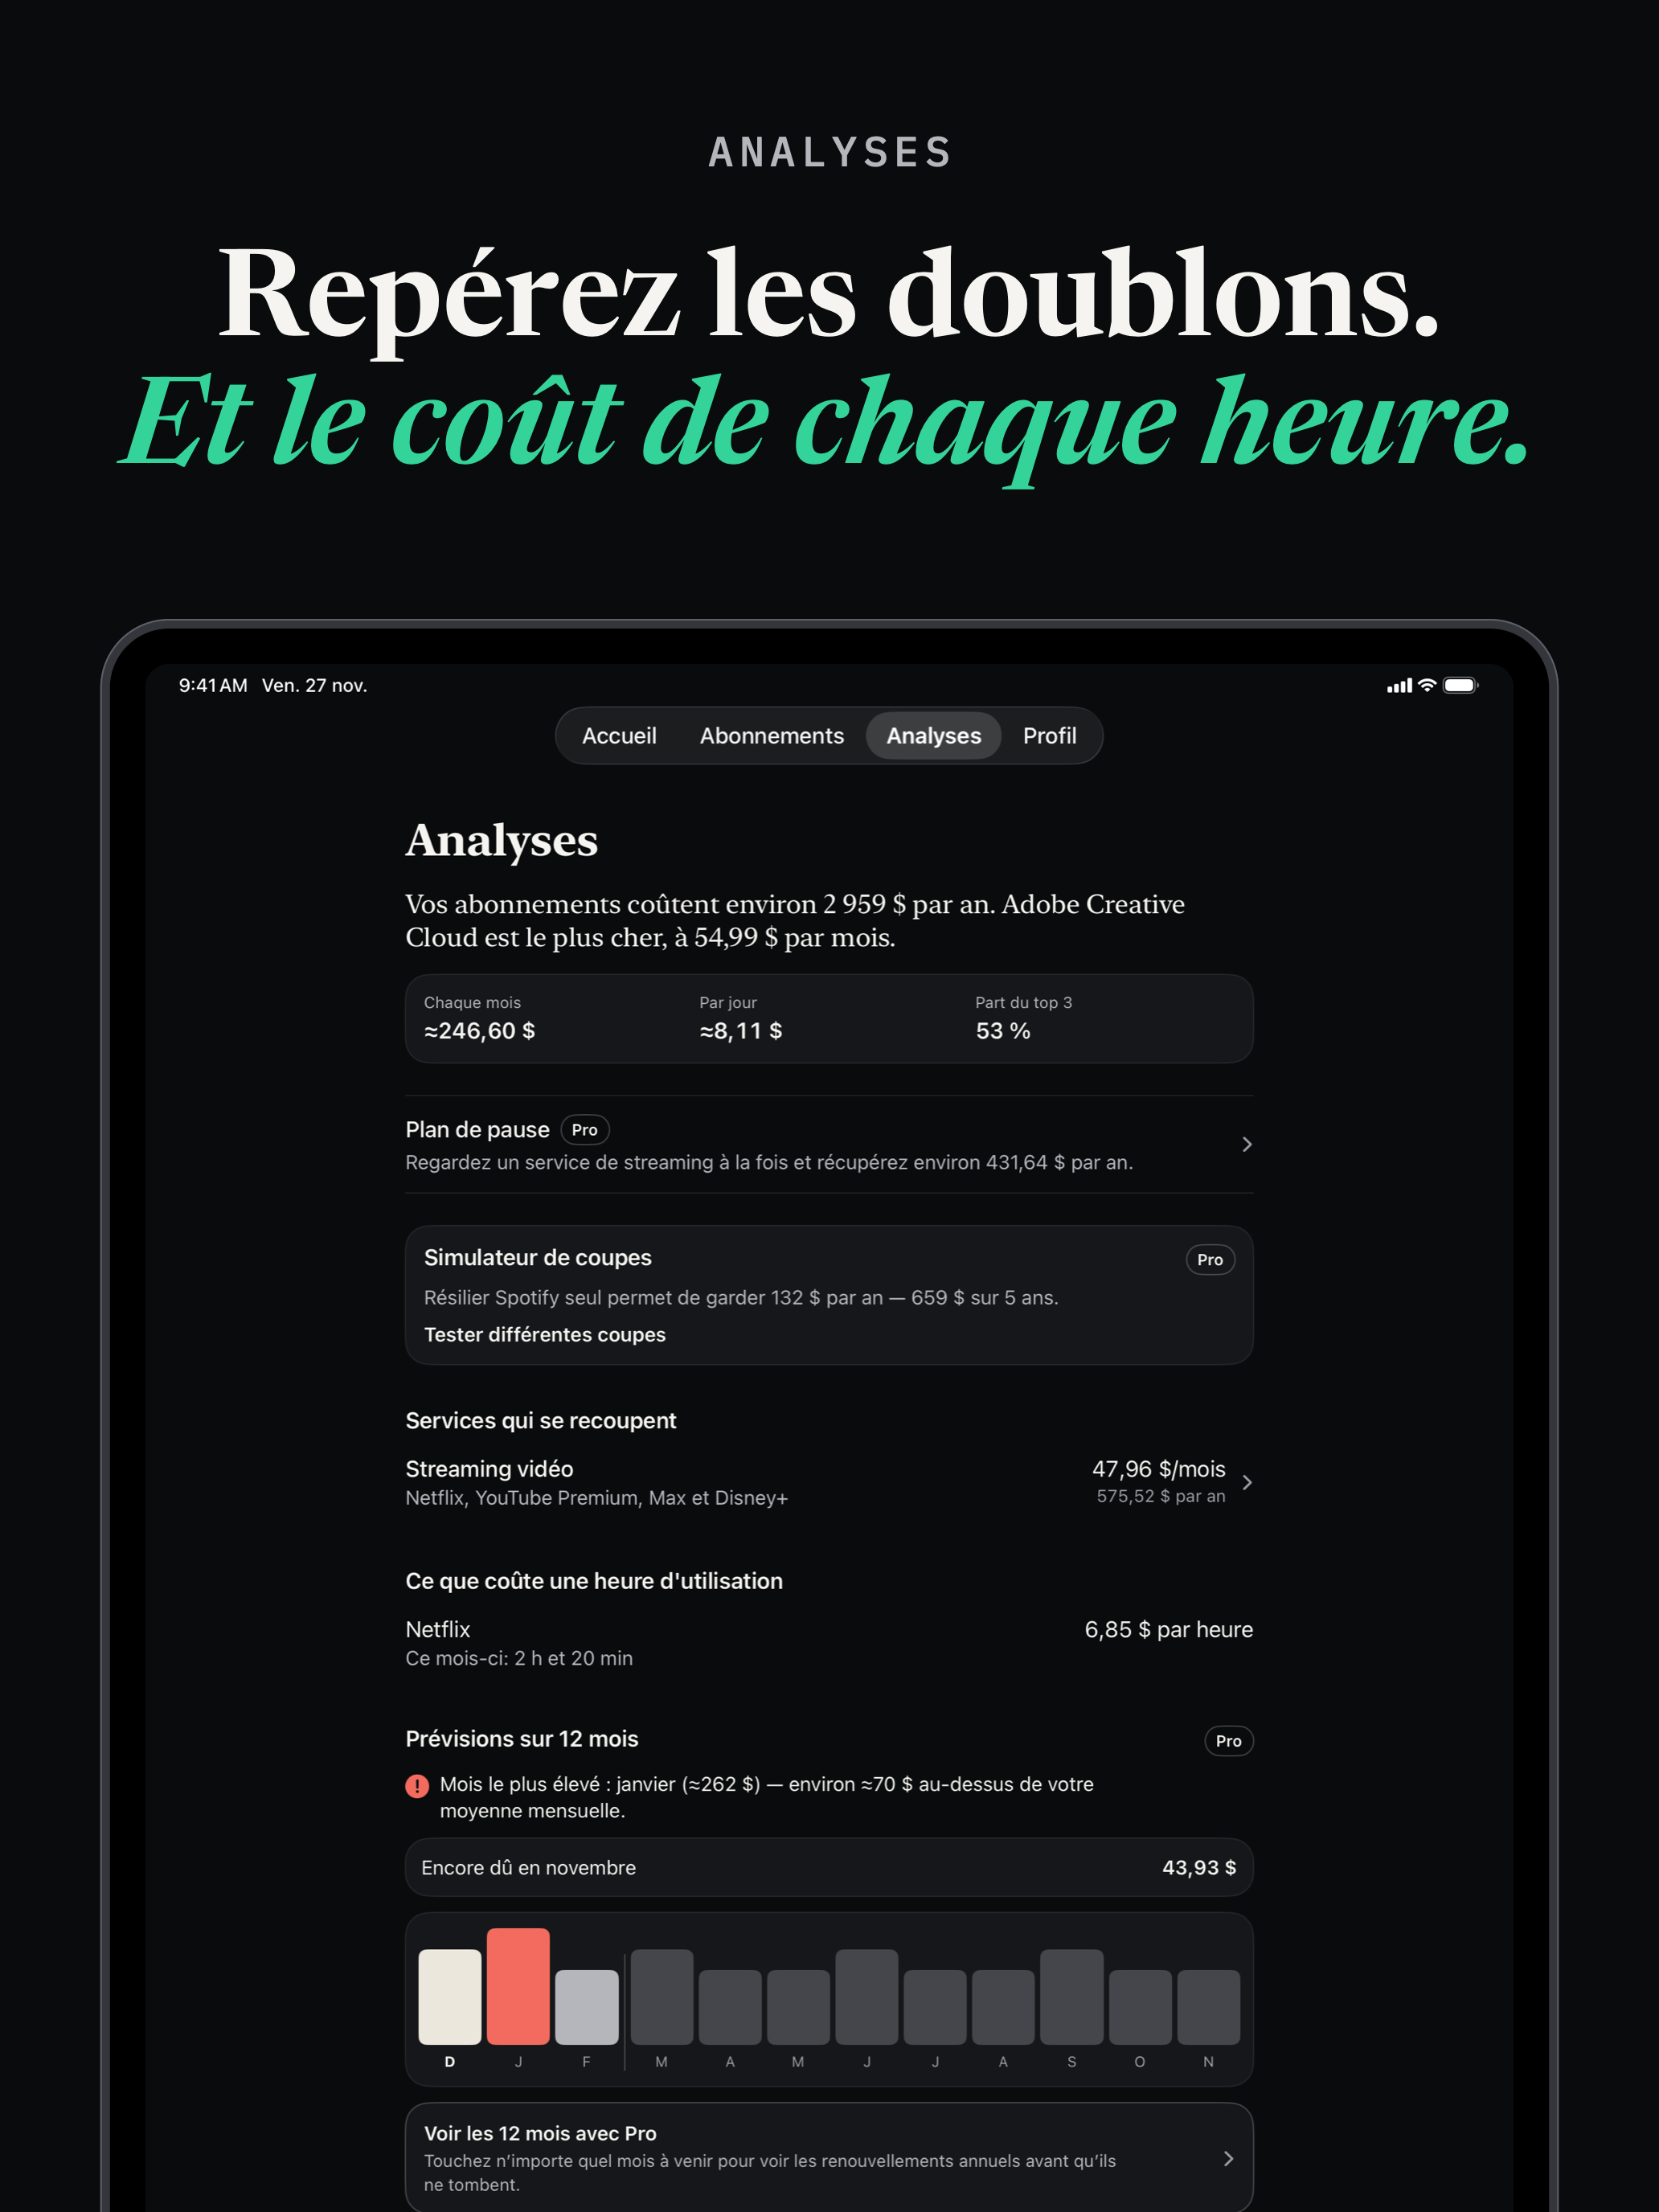 ANALYSES
Repérez les doublons.
Et le coût de chaque heure.
9:41 AM Ven. 27 nov.
Accueil Abonnements Analyses Profil
Analyses
Vos abonnements coûtent environ 2 959 $ par an. Adobe Creative
Cloud est le plus cher, à 54,99 $ par mois.
Chaque mois Par jour Part du top 3
≈246,60 $ ≈8,11 $ 53 %
Plan de pause Pro
Regardez un service de streaming à la fois et récupérez environ 431,64 $ par an.
Simulateur de coupes Pro
Résilier Spotify seul permet de garder 132 $ par an — 659 $ sur 5 ans.
Tester différentes coupes
Services qui se recoupent
Streaming vidéo 47,96 $/mois
Netflix, YouTube Premium, Max et Disney+ 575,52 $ par an
Ce que coûte une heure d'utilisation
Netflix 6,85 $ par heure
Ce mois-ci: 2 h et 20 min
Prévisions sur 12 mois Pro
Mois le plus élevé : janvier (≈262 $) — environ ≈70 $ au-dessus de votre
moyenne mensuelle.
Encore dû en novembre 43,93 $
D J F M A M J J A S O N
Voir les 12 mois avec Pro
Touchez n’importe quel mois à venir pour voir les renouvellements annuels avant qu’ils
ne tombent.